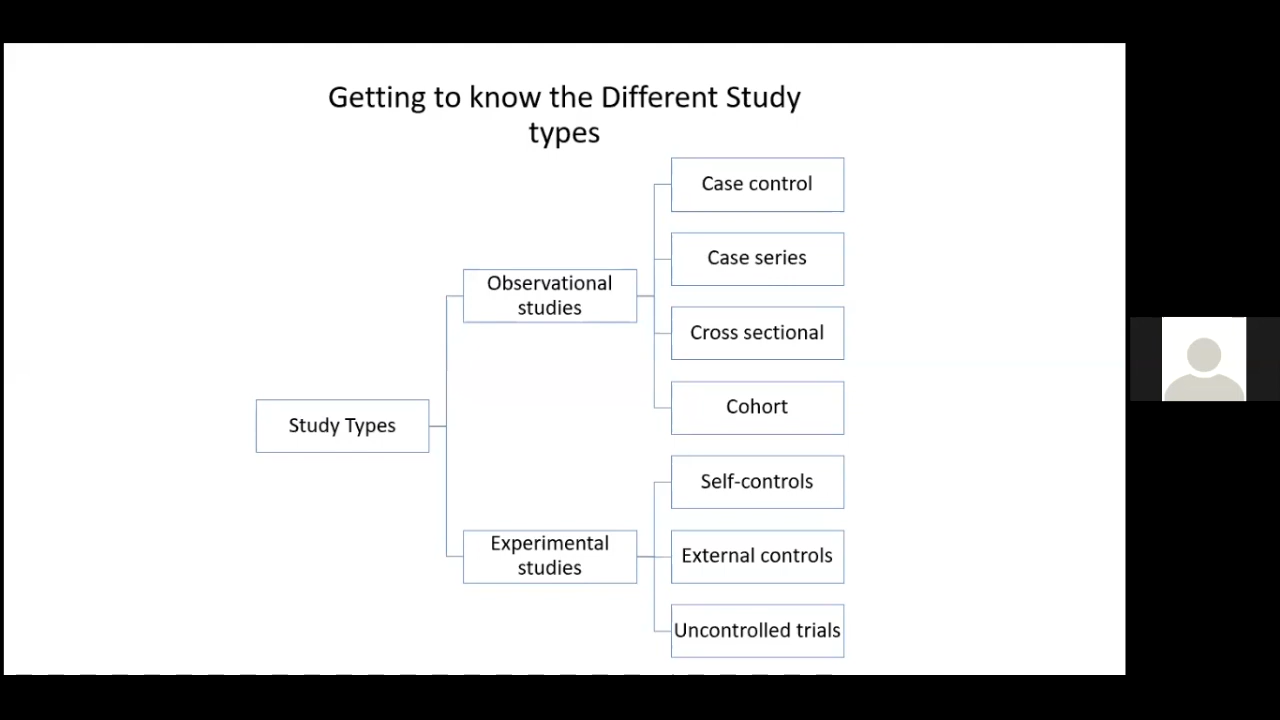 Getting to know the Different Study
types
Case control
Case series
Observational
studies
Cross sectional
Cohort
Study Types
Self-controls
Experimental
studies
External controls
Uncontrolled trials